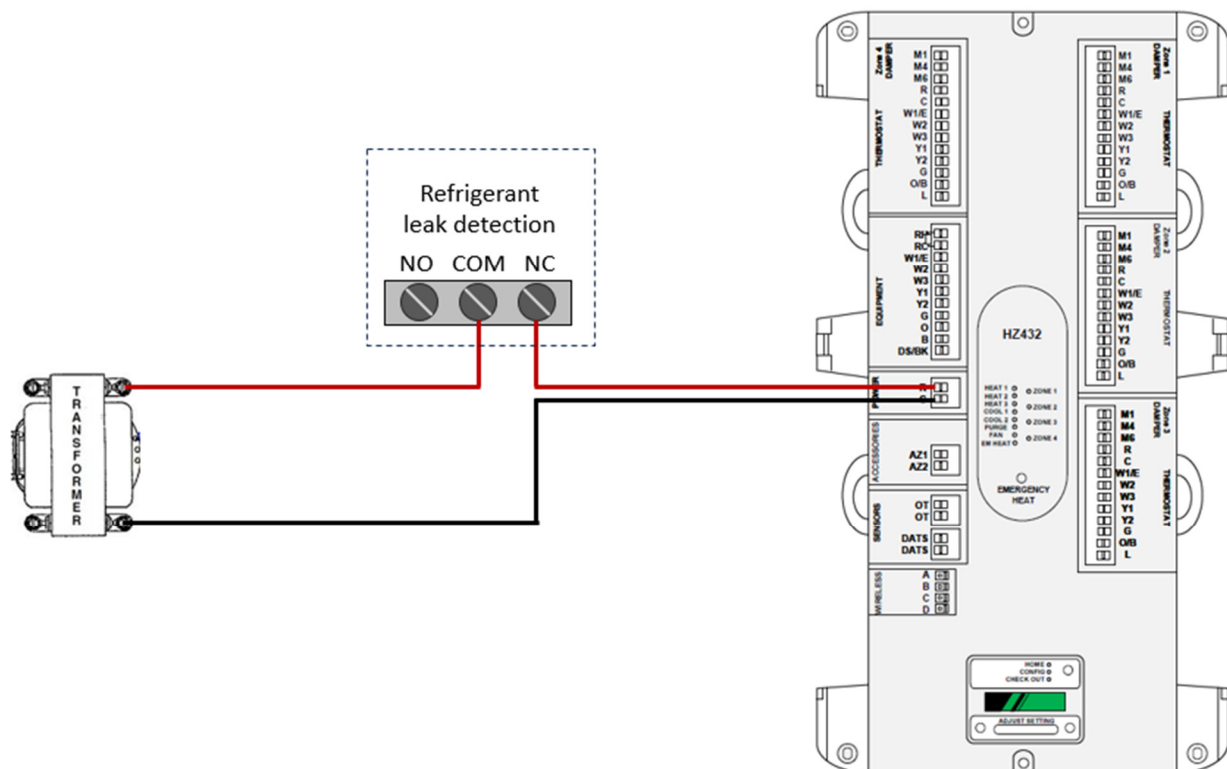 Refrigerant
leak detection
NO COM NC
TRANSFORMER
Zone 4
DAMPER
M1
M4
M6
THERMOSTAT
R
C
W1/E
W2
W3
Y1
Y2
G
O/B
L
EQUIPMENT
RC
W1/E
W2
W3
Y1
Y2
G
O
B
DS/BK
POWER
ACCESSORIES
AZ1
AZ2
SENSORS
OT
OT
DATS
DATS
WIRELESS
A
B
C
D
HZ432
HEAT 1
HEAT 2
HEAT 3
COOL 1
COOL 2
PURGE
FAN
EM HEAT
ZONE 1
ZONE 2
ZONE 3
ZONE 4
EMERGENCY
HEAT
Zone 1
DAMPER
M1
M4
M6
THERMOSTAT
R
C
W1/E
W2
W3
Y1
Y2
G
O/B
L
Zone 2
DAMPER
M1
M4
M6
THERMOSTAT
R
C
W1/E
W2
W3
Y1
Y2
G
O/B
L
Zone 3
DAMPER
M1
M4
M6
THERMOSTAT
R
C
W1/E
W2
W3
Y1
Y2
G
O/B
L
HOME
CONFIG
CHECK OUT
ADJUST SETTING